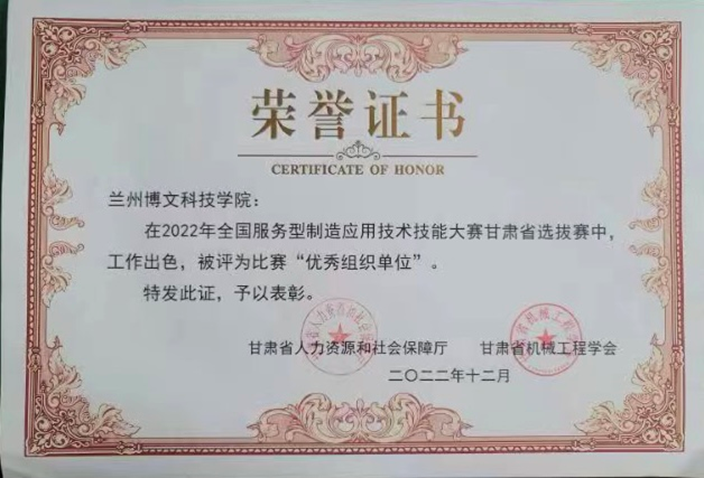 荣誉证书
CERTIFICATE OF HONOR
兰州博文科技学院：
在2022年全国服务型制造应用技术技能大赛甘肃省选拔赛中，
工作出色，被评为比赛“优秀组织单位”。
特发此证，予以表彰。
甘肃省人力资源和社会保障厅 甘肃省机械工程学会
二〇二二年十二月